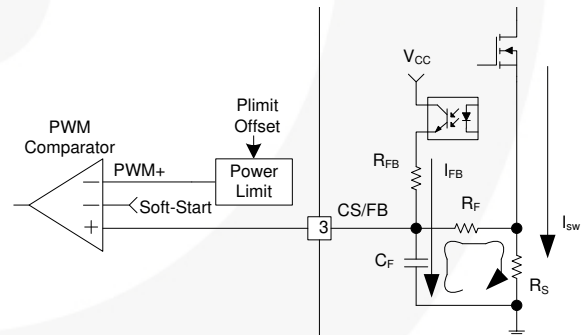 V_CC
Plimit
Offset
PWM
Comparator
PWM+
Power
Limit
Soft-Start
3
CS/FB
R_FB
I_FB
R_F
C_F
R_S
I_sw